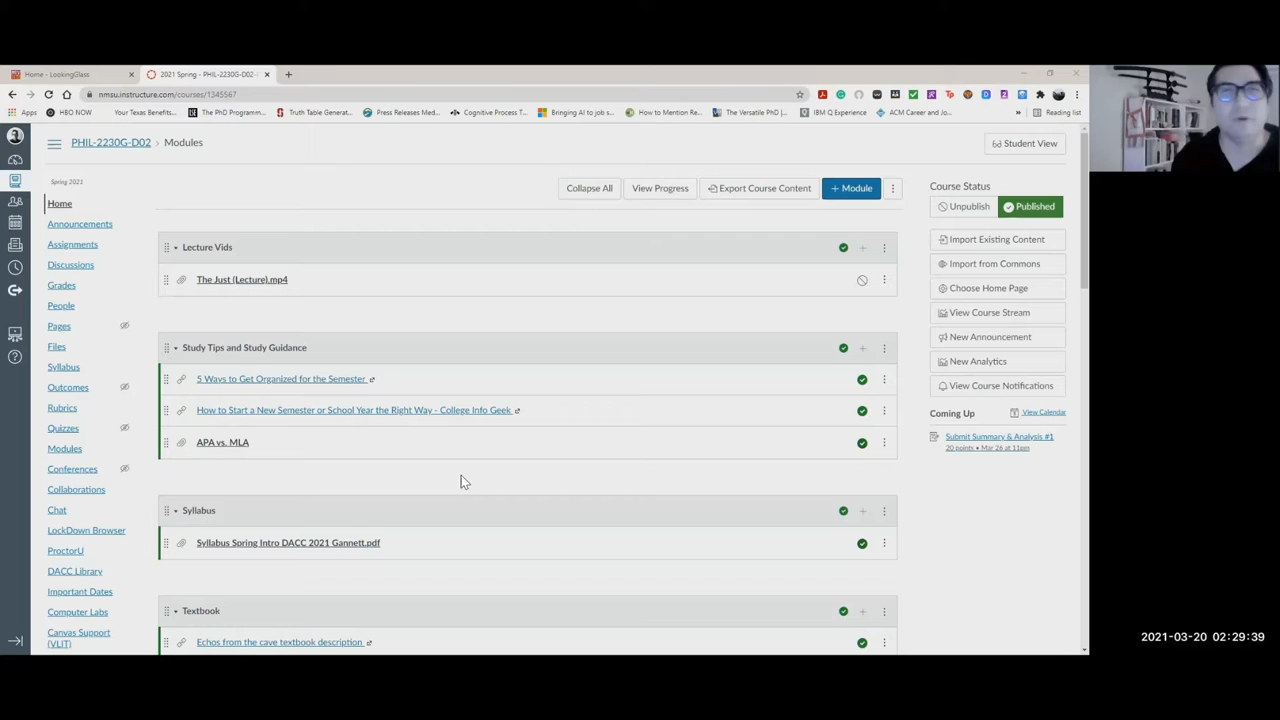 Home - LookingGlass
2021 Spring - PHIL-2230G-D02-
nmsu.instructure.com/courses/1345567
Apps
HBO NOW
Your Texas Benefits...
The PhD Programm...
Truth Table Generat...
Press Releases Med...
Cognitive Process T...
Bringing AI to job s...
How to Mention Re...
The Versatile PhD |...
IBM Q Experience
ACM Career and Jo...
»
Reading list
PHIL-2230G-D02 › Modules
Student View
Spring 2021
Home
Announcements
Assignments
Discussions
Grades
People
Pages
Files
Syllabus
Outcomes
Rubrics
Quizzes
Modules
Conferences
Collaborations
Chat
LockDown Browser
ProctorU
DACC Library
Important Dates
Computer Labs
Canvas Support
(VLIT)
Collapse All
View Progress
Export Course Content
+ Module
Lecture Vids
The Just (Lecture).mp4
Study Tips and Study Guidance
5 Ways to Get Organized for the Semester
How to Start a New Semester or School Year the Right Way - College Info Geek
APA vs. MLA
Syllabus
Syllabus Spring Intro DACC 2021 Gannett.pdf
Textbook
Echos from the cave textbook description
Course Status
Unpublish
Published
Import Existing Content
Import from Commons
Choose Home Page
View Course Stream
New Announcement
New Analytics
View Course Notifications
Coming Up
View Calendar
Submit Summary & Analysis #1
20 points • Mar 26 at 11pm
2021-03-20 02:29:39